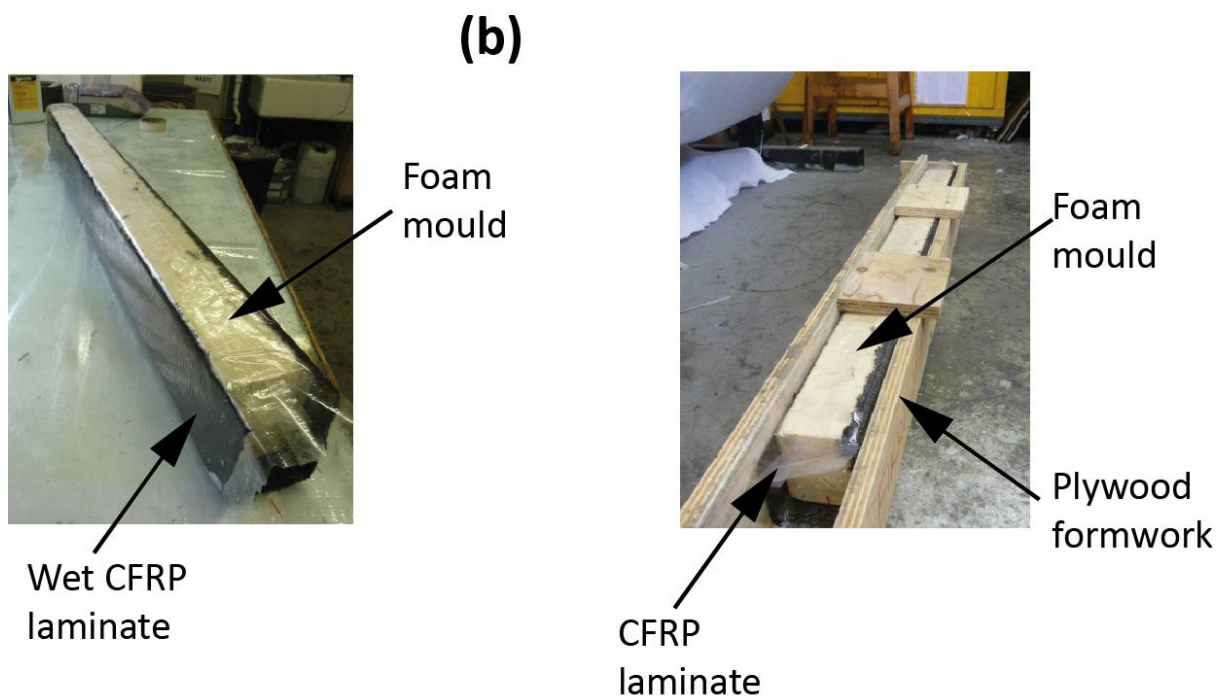 (b)
Foam
mould
Wet CFRP
laminate
Foam
mould
Plywood
formwork
CFRP
laminate